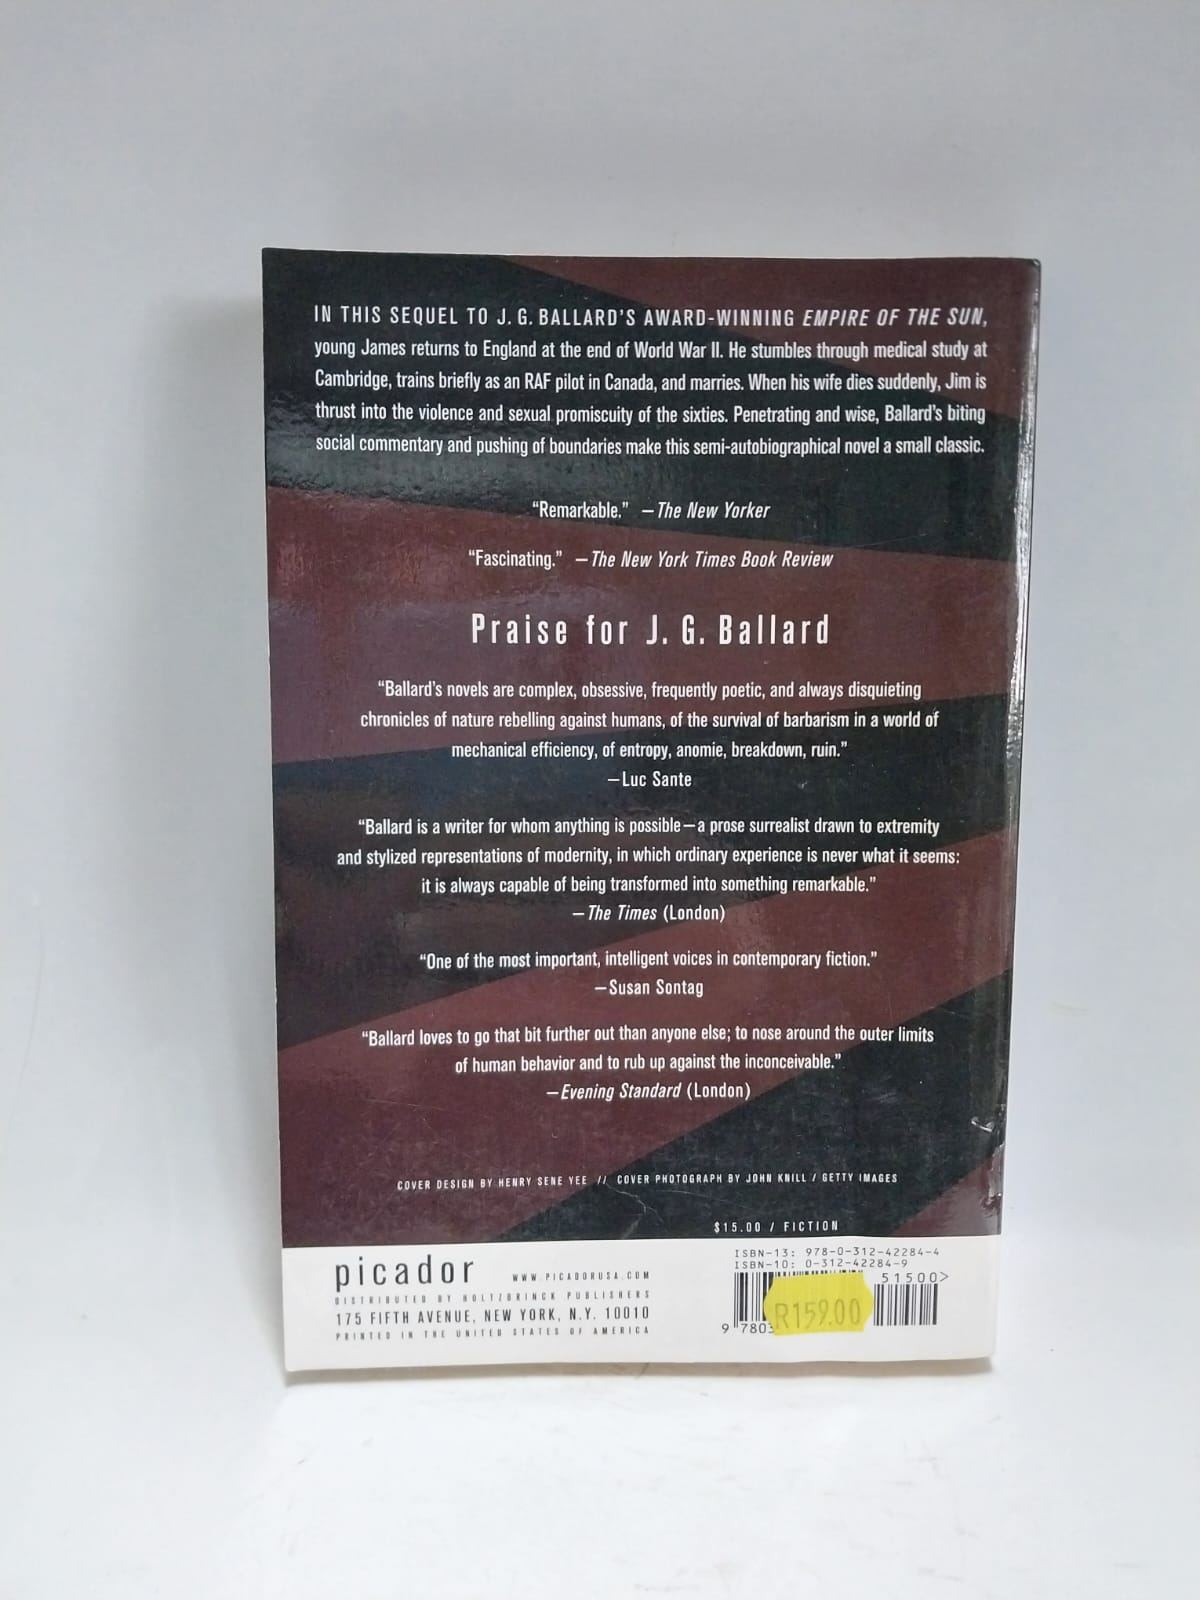 IN THIS SEQUEL TO J. G. BALLARD'S AWARD-WINNING EMPIRE OF THE SUN,
young James returns to England at the end of World War II. He stumbles through medical study at
Cambridge, trains briefly as an RAF pilot in Canada, and marries. When his wife dies suddenly, Jim is
thrust into the violence and sexual promiscuity of the sixties. Penetrating and wise, Ballard's biting
social commentary and pushing of boundaries make this semi-autobiographical novel a small classic.
“Remarkable.” —The New Yorker
“Fascinating.” —The New York Times Book Review
Praise for J. G. Ballard
“Ballard's novels are complex, obsessive, frequently poetic, and always disquieting
chronicles of nature rebelling against humans, of the survival of barbarism in a world of
mechanical efficiency, of entropy, anomie, breakdown, ruin.”
—Luc Sante
“Ballard is a writer for whom anything is possible—a prose surrealist drawn to extremity
and stylized representations of modernity, in which ordinary experience is never what it seems:
it is always capable of being transformed into something remarkable.”
—The Times (London)
“One of the most important, intelligent voices in contemporary fiction.”
—Susan Sontag
“Ballard loves to go that bit further out than anyone else; to nose around the outer limits
of human behavior and to rub up against the inconceivable.”
—Evening Standard (London)
COVER DESIGN BY HENRY SENE YEE // COVER PHOTOGRAPH BY JOHN KNILL / GETTY IMAGES
$15.00 / FICTION
picador
WWW.PICADORUSA.COM
DISTRIBUTED BY HOLTZBRINCK PUBLISHERS
175 FIFTH AVENUE, NEW YORK, N.Y. 10010
PRINTED IN THE UNITED STATES OF AMERICA
ISBN-13: 978-0-312-42284-4
ISBN-10: 0-312-42284-9
51500>
R159.00
9 780